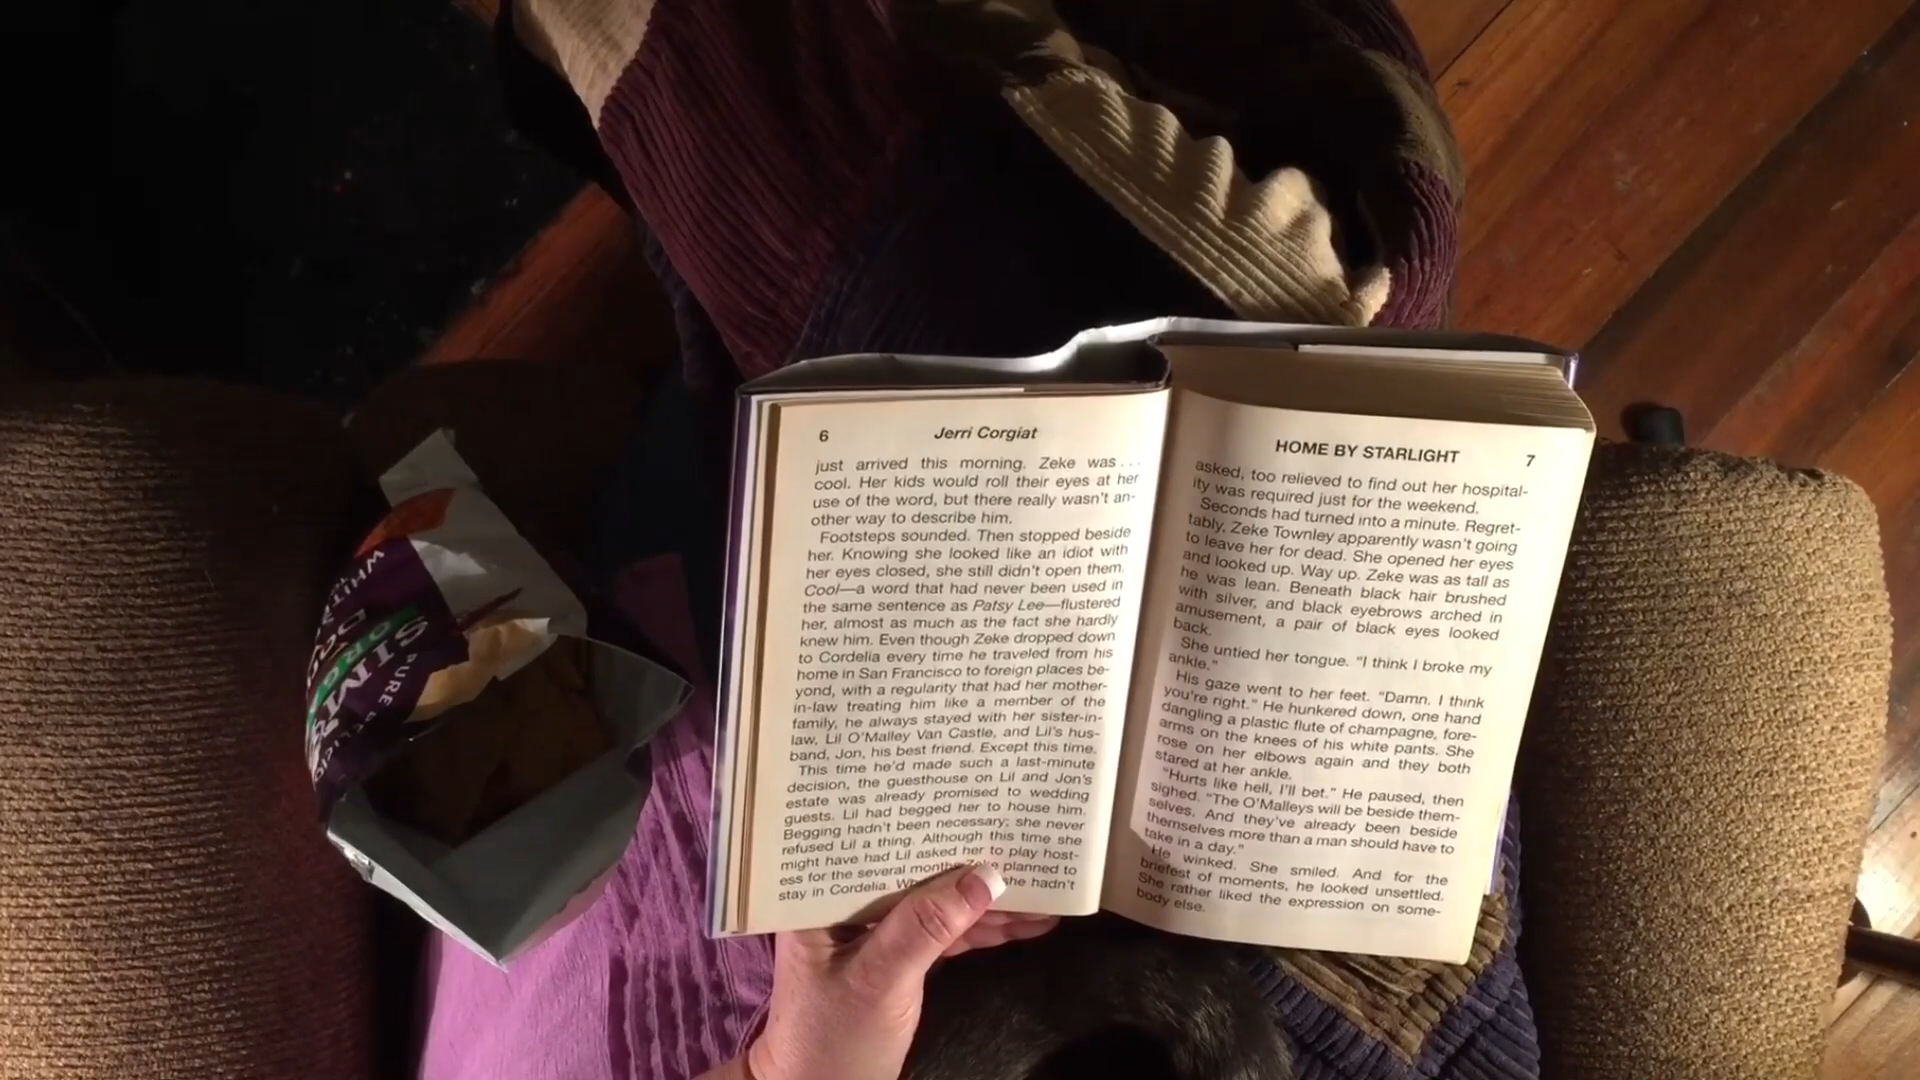 6
Jerri Corgiat
just arrived this morning. Zeke was . . .
cool. Her kids would roll their eyes at her
use of the word, but there really wasn't an-
other way to describe him.
Footsteps sounded. Then stopped beside
her. Knowing she looked like an idiot with
her eyes closed, she still didn't open them.
Cool—a word that had never been used in
the same sentence as Patsy Lee—flustered
her, almost as much as the fact she hardly
knew him. Even though Zeke dropped down
to Cordelia every time he traveled from his
home in San Francisco to foreign places be-
yond, with a regularity that had her mother-
in-law treating him like a member of the
family, he always stayed with her sister-in-
law, Lil O'Malley Van Castle, and Lil's hus-
band, Jon, his best friend. Except this time.
This time he'd made such a last-minute
decision, the guesthouse on Lil and Jon's
estate was already promised to wedding
guests. Lil had begged her to house him.
Begging hadn't been necessary; she never
refused Lil a thing. Although this time she
might have had Lil asked her to play host-
ess for the several months Zeke planned to
stay in Cordelia. she hadn't
HOME BY STARLIGHT
7
asked, too relieved to find out her hospital-
ity was required just for the weekend.
Seconds had turned into a minute. Regret-
tably, Zeke Townley apparently wasn't going
to leave her for dead. She opened her eyes
and looked up. Way up. Zeke was as tall as
he was lean. Beneath black hair brushed
with silver, and black eyebrows arched in
amusement, a pair of black eyes looked
back.
She untied her tongue. "I think I broke my
ankle."
His gaze went to her feet. "Damn. I think
you're right." He hunkered down, one hand
dangling a plastic flute of champagne, fore-
arms on the knees of his white pants. She
rose on her elbows again and they both
stared at her ankle.
"Hurts like hell, I'll bet." He paused, then
sighed. "The O'Malleys will be beside them-
selves. And they've already been beside
themselves more than a man should have to
take in a day."
He winked. She smiled. And for the
briefest of moments, he looked unsettled.
She rather liked the expression on some-
body else.
PURE